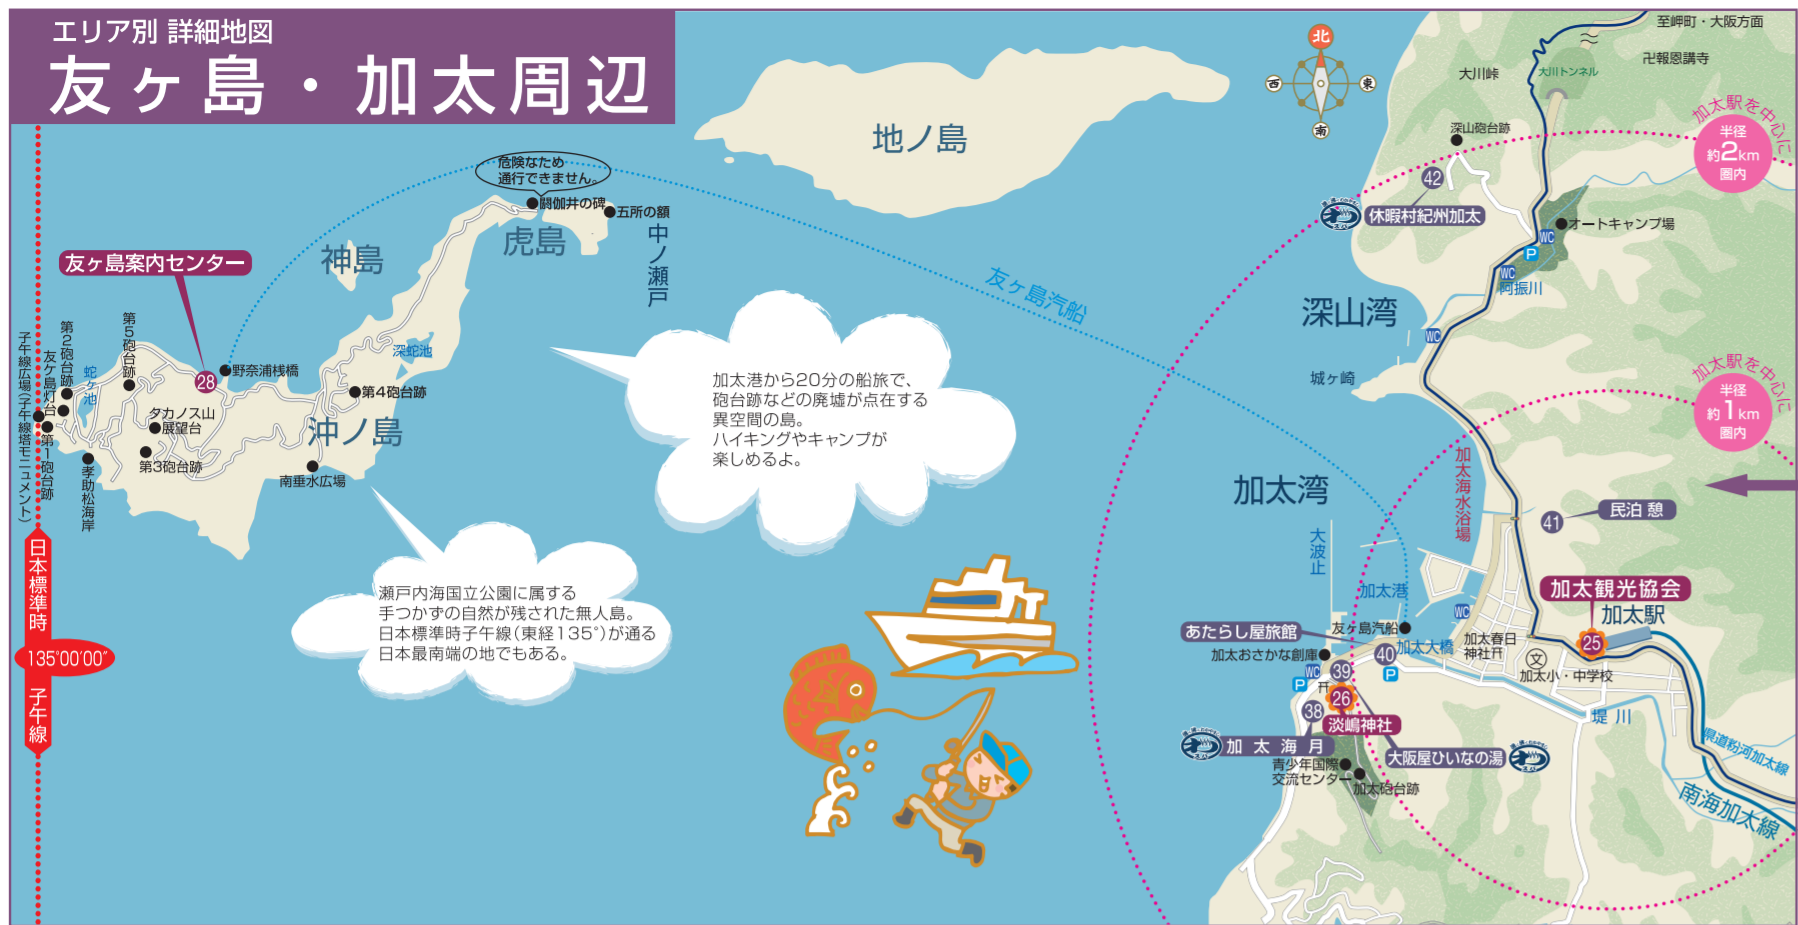 エリア別 詳細地図
友ヶ島・加太周辺
北
西
東
南
至岬町・大阪方面
卍報恩講寺
大川峠
大川トンネル
加太駅を中心に
半径
約2km
圏内
深山砲台跡
42
休暇村紀州加太
オートキャンプ場
WC
P
WC
阿振川
深山湾
WC
城ヶ崎
加太駅を中心に
半径
約1km
圏内
地ノ島
危険なため
通行できません。
閼伽井の碑
五所の額
虎島
中ノ瀬戸
神島
友ヶ島汽船
友ヶ島案内センター
28
野奈浦桟橋
深蛇池
第4砲台跡
沖ノ島
南垂水広場
第5砲台跡
第2砲台跡
蛇ヶ池
友ケ島灯台
子午線広場(子午線塔モニュメント)
第1砲台跡
タカノス山
展望台
第3砲台跡
孝助松海岸
日本標準時
135°00′00″
子午線
加太港から20分の船旅で、
砲台跡などの廃墟が点在する
異空間の島。
ハイキングやキャンプが
楽しめるよ。
瀬戸内海国立公園に属する
手つかずの自然が残された無人島。
日本標準時子午線(東経135°)が通る
日本最南端の地でもある。
加太湾
加太海水浴場
大波止
41
民泊 憩
加太観光協会
加太駅
25
加太港
WC
友ヶ島汽船
あたらし屋旅館
加太おさかな創庫
40
加太大橋
加太春日
神社
文
加太小・中学校
WC
P
39
P
26
38
淡嶋神社
加太海月
大阪屋ひいなの湯
青少年国際
交流センター
加太砲台跡
堤川
県道粉河加太線
南海加太線